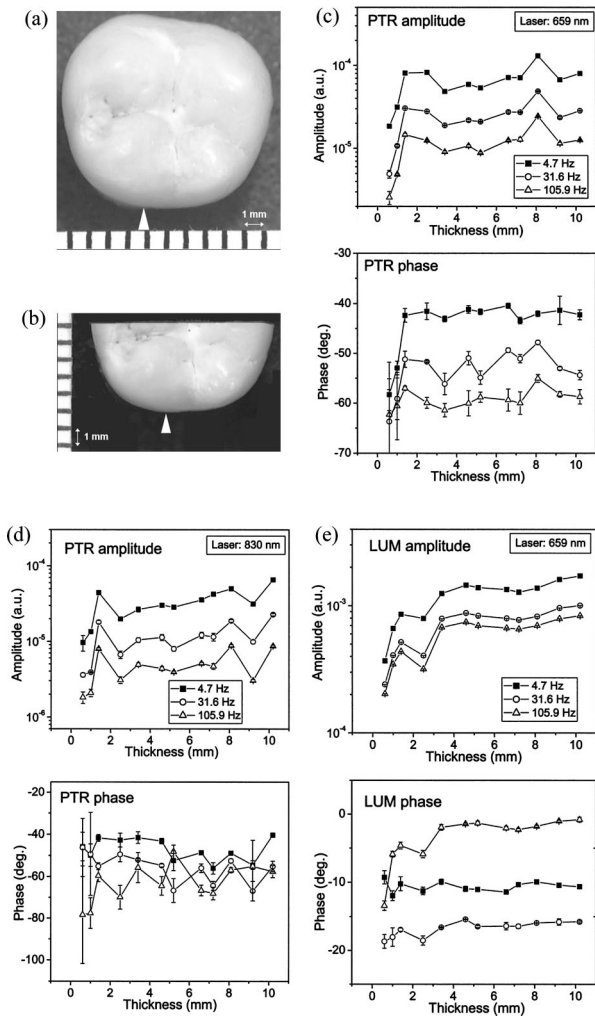 (a)
1 mm
(b)
1 mm
(c)
PTR amplitude
Laser: 659 nm
10⁻⁴
10⁻⁵
Amplitude (a.u.)
4.7 Hz
31.6 Hz
105.9 Hz
0 2 4 6 8 10
Thickness (mm)
PTR phase
-30
-40
-50
-60
-70
Phase (deg.)
0 2 4 6 8 10
Thickness (mm)
(d)
PTR amplitude
Laser: 830 nm
10⁻⁴
10⁻⁵
10⁻⁶
Amplitude (a.u.)
4.7 Hz
31.6 Hz
105.9 Hz
0 2 4 6 8 10
Thickness (mm)
PTR phase
-20
-40
-60
-80
-100
Phase (deg.)
0 2 4 6 8 10
Thickness (mm)
(e)
LUM amplitude
Laser: 659 nm
10⁻³
10⁻⁴
Amplitude (a.u.)
4.7 Hz
31.6 Hz
105.9 Hz
0 2 4 6 8 10
Thickness (mm)
LUM phase
0
-10
-20
Phase (deg.)
0 2 4 6 8 10
Thickness (mm)